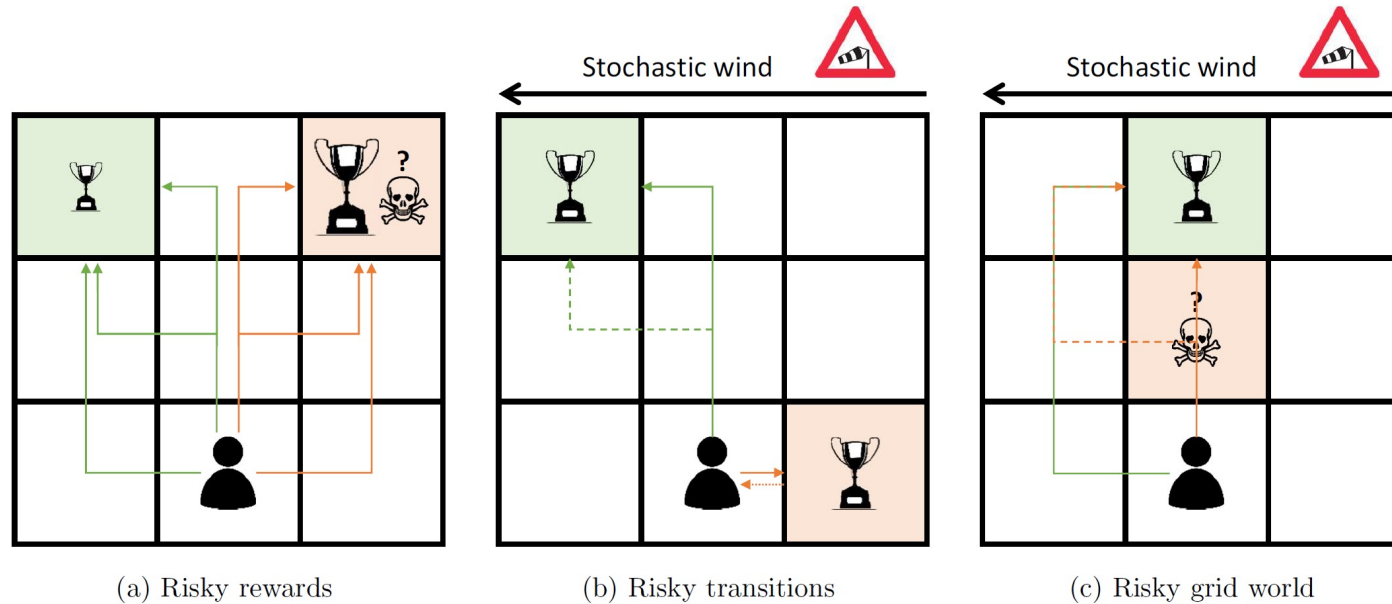 Stochastic wind
Stochastic wind
?
?
(a) Risky rewards
(b) Risky transitions
(c) Risky grid world